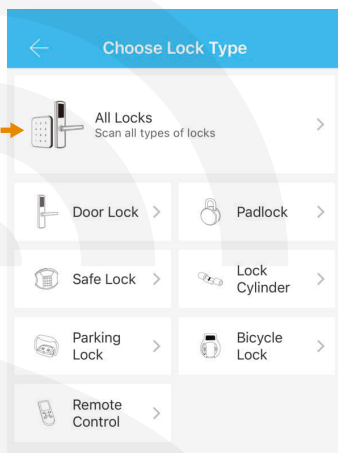 Choose Lock Type
All Locks
Scan all types of locks
Door Lock
Padlock
Safe Lock
Lock
Cylinder
Parking
Lock
Bicycle
Lock
Remote
Control